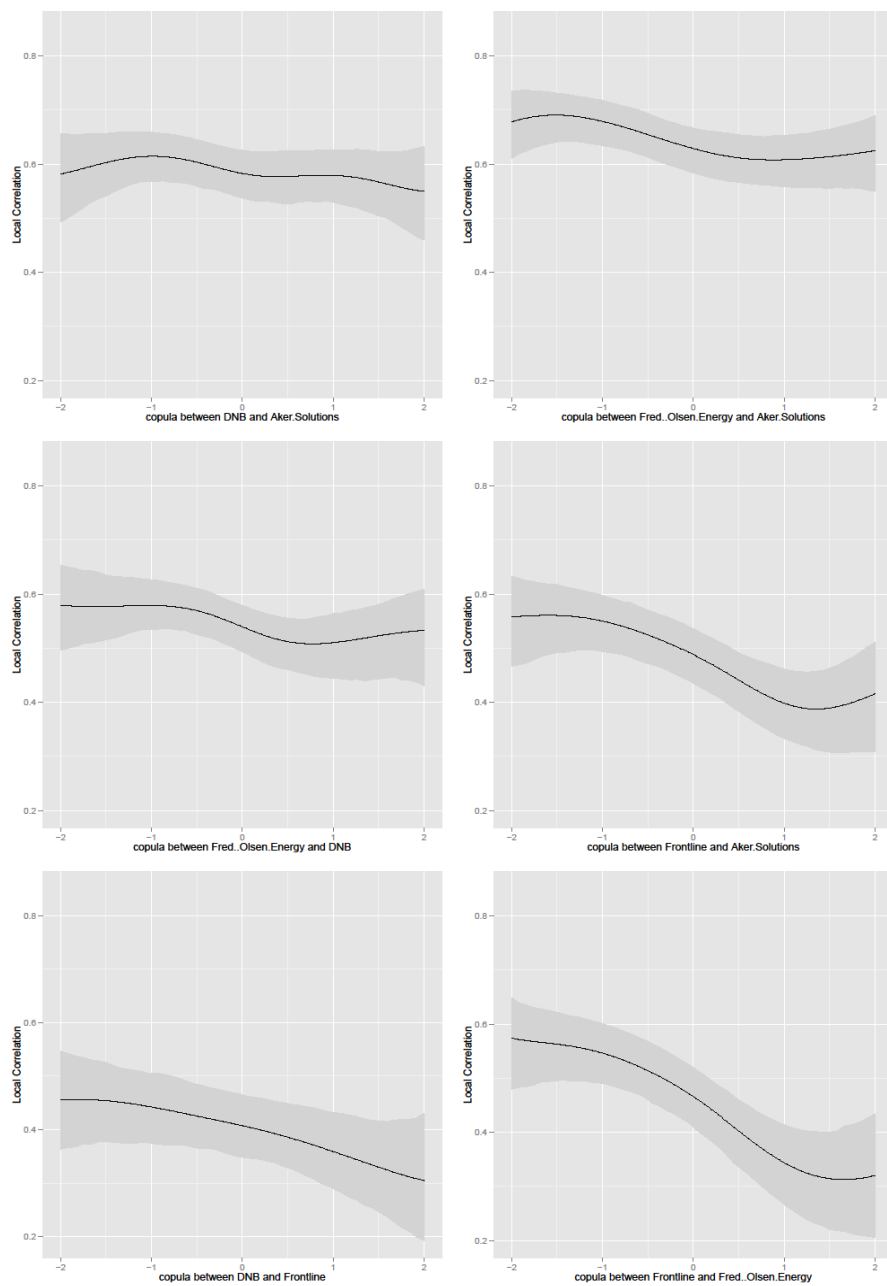 0.8
0.6
0.4
0.2
Local Correlation
-2 -1 0 1 2
copula between DNB and Aker.Solutions
0.8
0.6
0.4
0.2
Local Correlation
-2 -1 0 1 2
copula between Fred..Olsen.Energy and Aker.Solutions
0.8
0.6
0.4
0.2
Local Correlation
-2 -1 0 1 2
copula between Fred..Olsen.Energy and DNB
0.8
0.6
0.4
0.2
Local Correlation
-2 -1 0 1 2
copula between Frontline and Aker.Solutions
0.8
0.6
0.4
0.2
Local Correlation
-2 -1 0 1 2
copula between DNB and Frontline
0.8
0.6
0.4
0.2
Local Correlation
-2 -1 0 1 2
copula between Frontline and Fred..Olsen.Energy